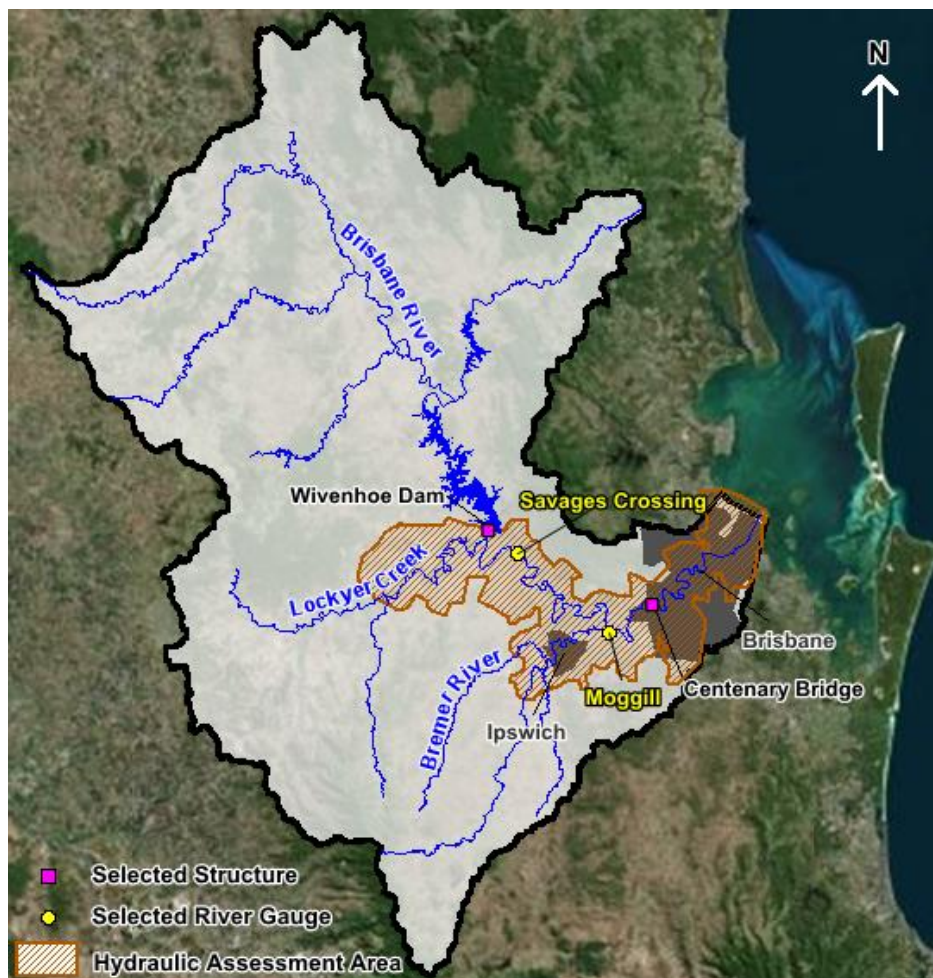 N
Brisbane River
Wivenhoe Dam
Savages Crossing
Lockyer Creek
Brisbane
Bremer River
Moggill
Centenary Bridge
Ipswich
Selected Structure
Selected River Gauge
Hydraulic Assessment Area